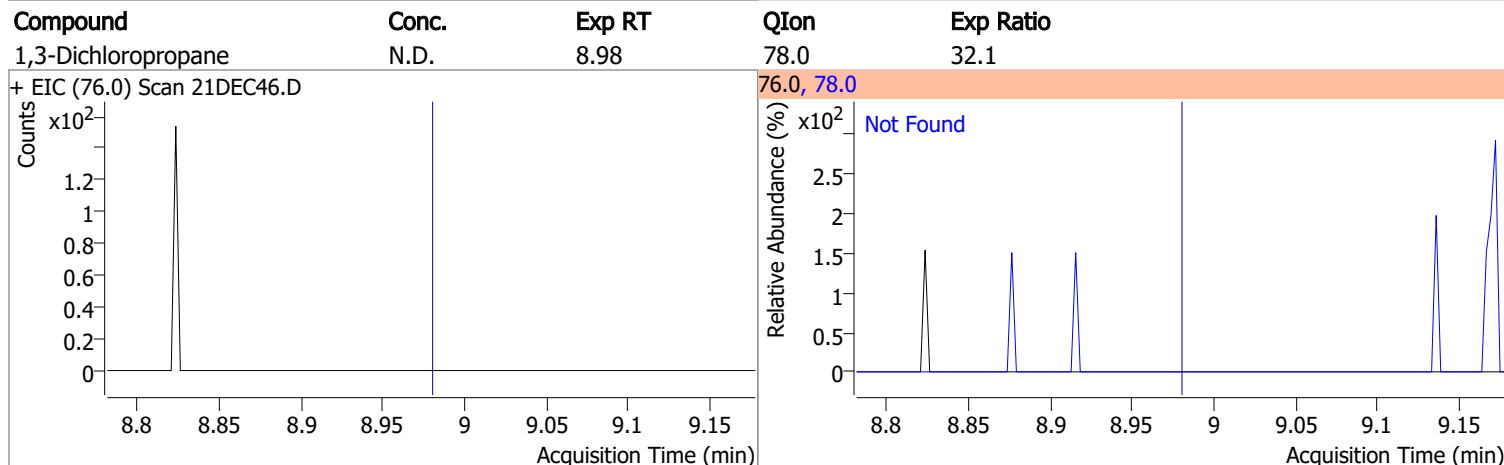 Compound Conc. Exp RT QIon Exp Ratio
1,3-Dichloropropane N.D. 8.98 78.0 32.1
+ EIC (76.0) Scan 21DEC46.D
Counts
x10²
1.2
1
0.8
0.6
0.4
0.2
0
8.8 8.85 8.9 8.95 9 9.05 9.1 9.15
Acquisition Time (min)
76.0, 78.0
Relative Abundance (%)
x10²
Not Found
2.5
2
1.5
1
0.5
0
8.8 8.85 8.9 8.95 9 9.05 9.1 9.15
Acquisition Time (min)